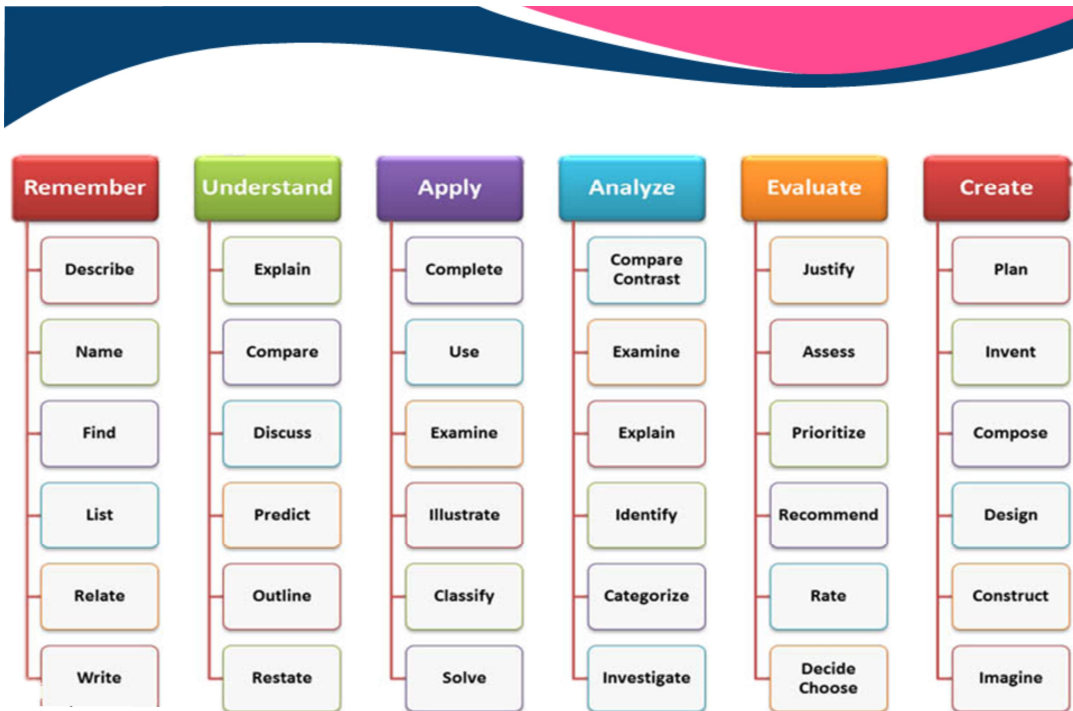 Remember
Describe
Name
Find
List
Relate
Write
Understand
Explain
Compare
Discuss
Predict
Outline
Restate
Apply
Complete
Use
Examine
Illustrate
Classify
Solve
Analyze
Compare
Contrast
Examine
Explain
Identify
Categorize
Investigate
Evaluate
Justify
Assess
Prioritize
Recommend
Rate
Decide
Choose
Create
Plan
Invent
Compose
Design
Construct
Imagine